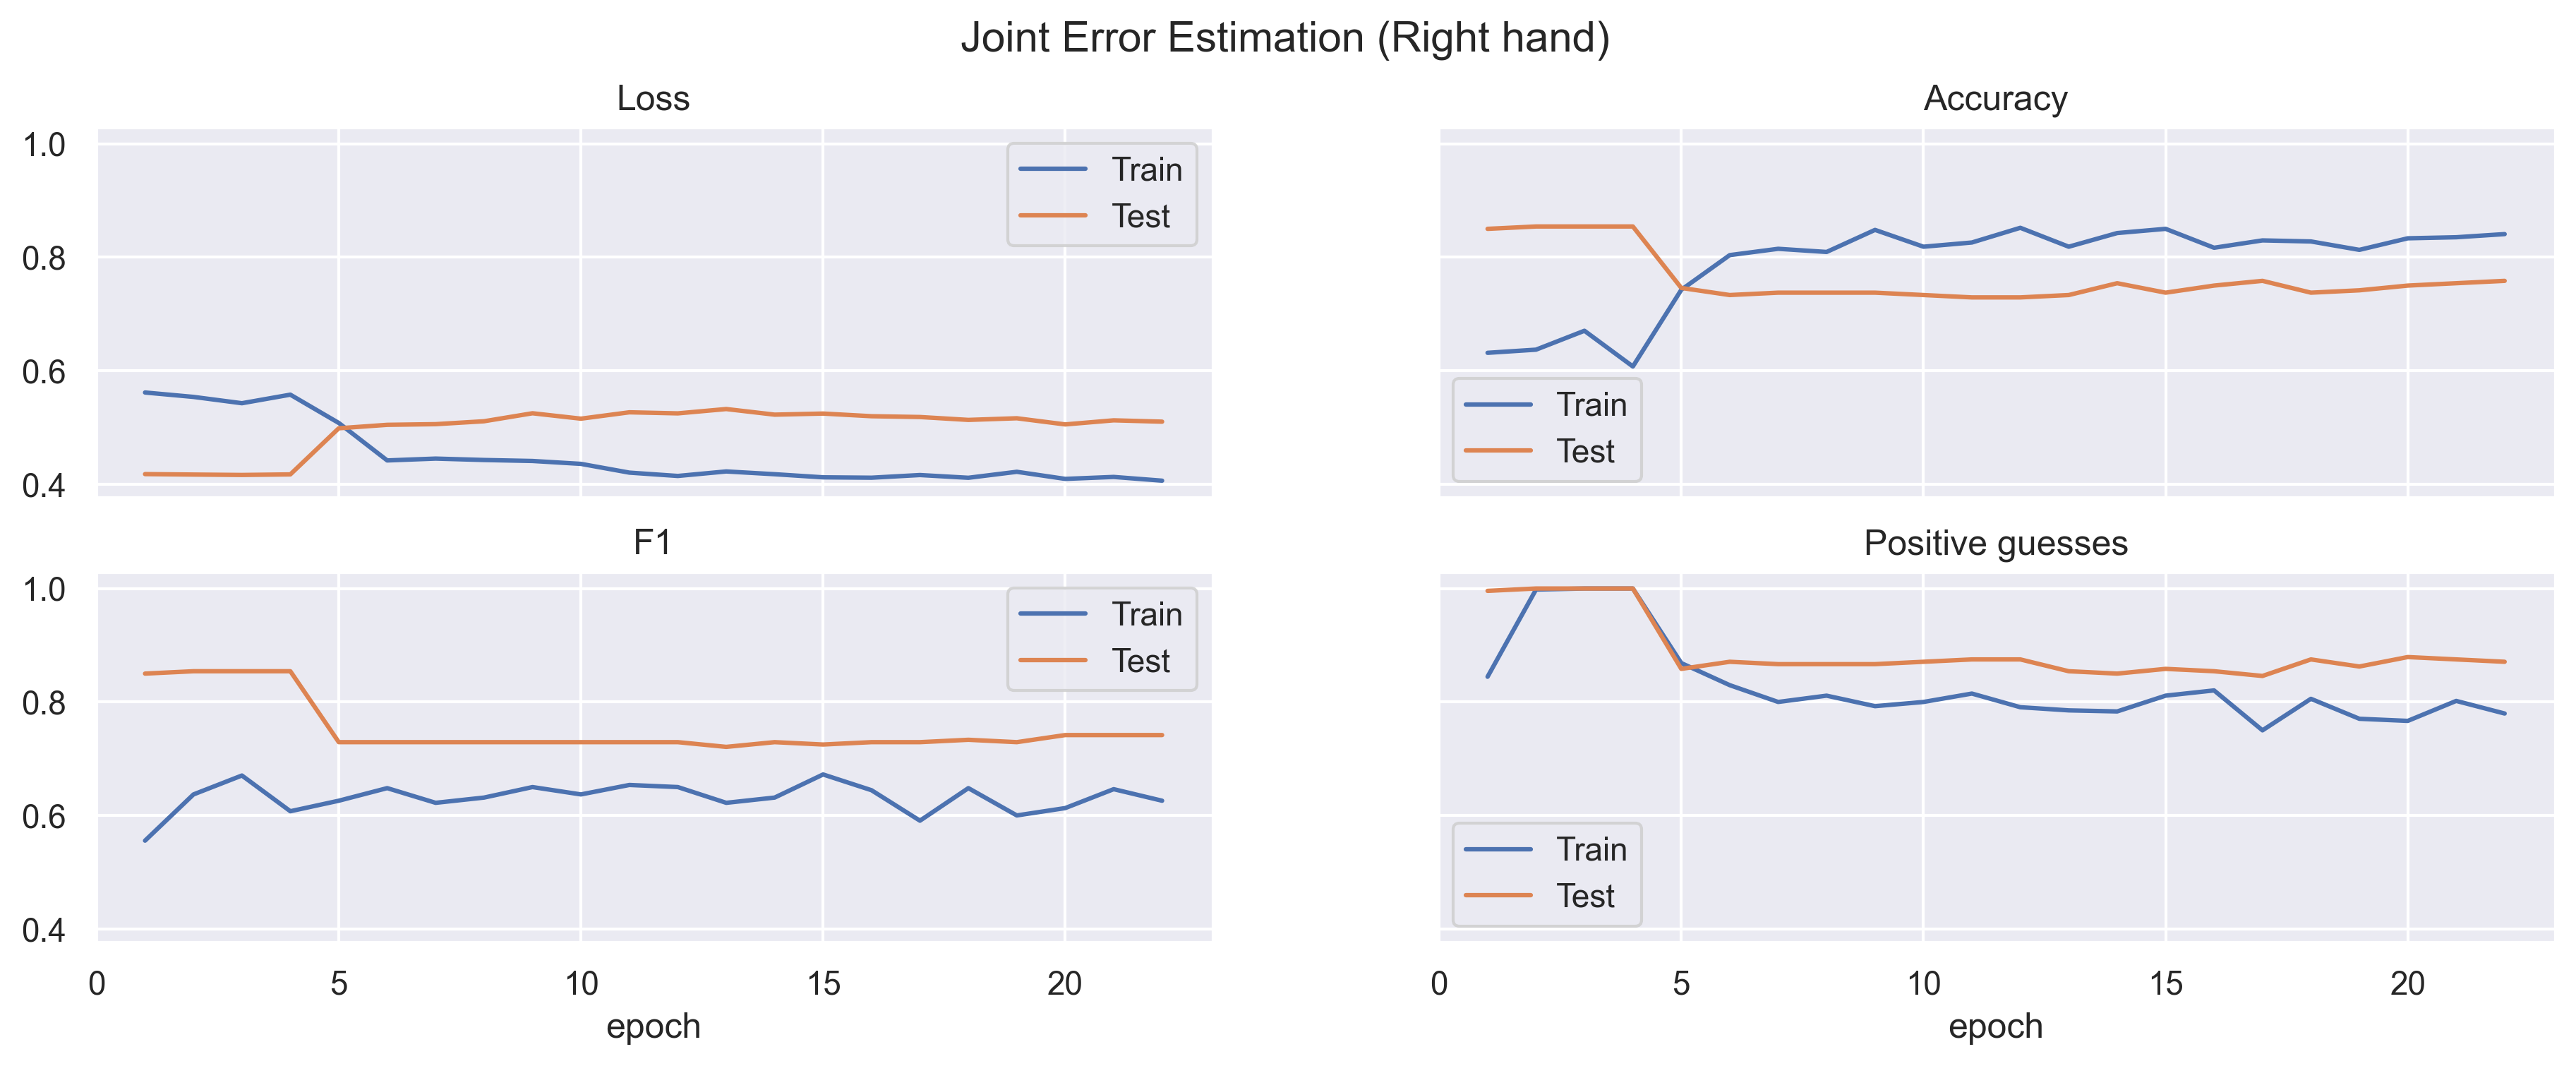 Joint Error Estimation (Right hand)
Loss
1.0
0.8
0.6
0.4
Train
Test
Accuracy
Train
Test
F1
1.0
0.8
0.6
0.4
Train
Test
0 5 10 15 20
epoch
Positive guesses
Train
Test
0 5 10 15 20
epoch